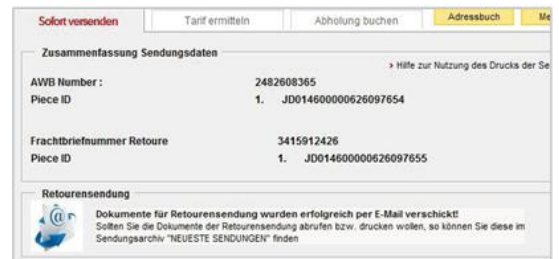 Sofort versenden Tarif ermitteln Abholung buchen Adressbuch Me
Zusammenfassung Sendungsdaten
Hilfe zur Nutzung des Drucks der Se
AWB Number : 2482608365
Piece ID 1. JD014600000626097654
Frachtbriefnummer Retoure 3415912426
Piece ID 1. JD014600000626097655
Retourensendung
Dokumente für Retourensendung wurden erfolgreich per E-Mail verschickt!
Sollten Sie die Dokumente der Retourensendung abrufen bzw. drucken wollen, so können Sie diese im
Sendungsarchiv "NEUESTE SENDUNGEN" finden